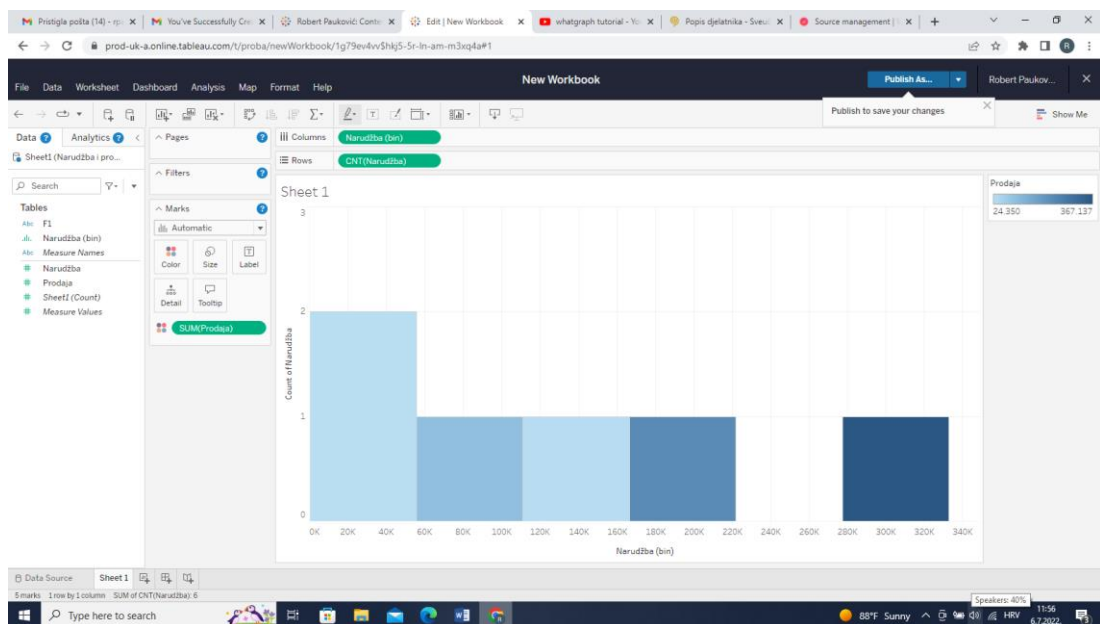 Pristigla pošta (14) - rp
You've Successfully Cre
Robert Pauković: Conter
Edit | New Workbook
whatgraph tutorial - Yo
Popis djelatnika - Sveu
Source management |
prod-uk-a.online.tableau.com/t/proba/newWorkbook/1g79ev4vv$hkj5-5r-ln-am-m3xq4a#1
R
New Workbook
Publish As...
Robert Paukov...
File Data Worksheet Dashboard Analysis Map Format Help
Publish to save your changes
Show Me
Data Analytics
Pages
Columns
Narudžba (bin)
Sheet1 (Narudžba i pro...
Rows
CNT(Narudžba)
Search
Filters
Sheet 1
Prodaja
24.350 367.137
Tables
Abc F1
Narudžba (bin)
Abc Measure Names
# Narudžba
# Prodaja
# Sheet1 (Count)
# Measure Values
Marks
Automatic
Color Size Label
Detail Tooltip
SUM(Prodaja)
3
2
1
0
Count of Narudžba
0K 20K 40K 60K 80K 100K 120K 140K 160K 180K 200K 220K 240K 260K 280K 300K 320K 340K
Narudžba (bin)
Data Source Sheet 1
5 marks 1 row by 1 column SUM of CNT(Narudžba): 6
Speakers: 40%
Type here to search
88°F Sunny
HRV
11:56
6.7.2022.